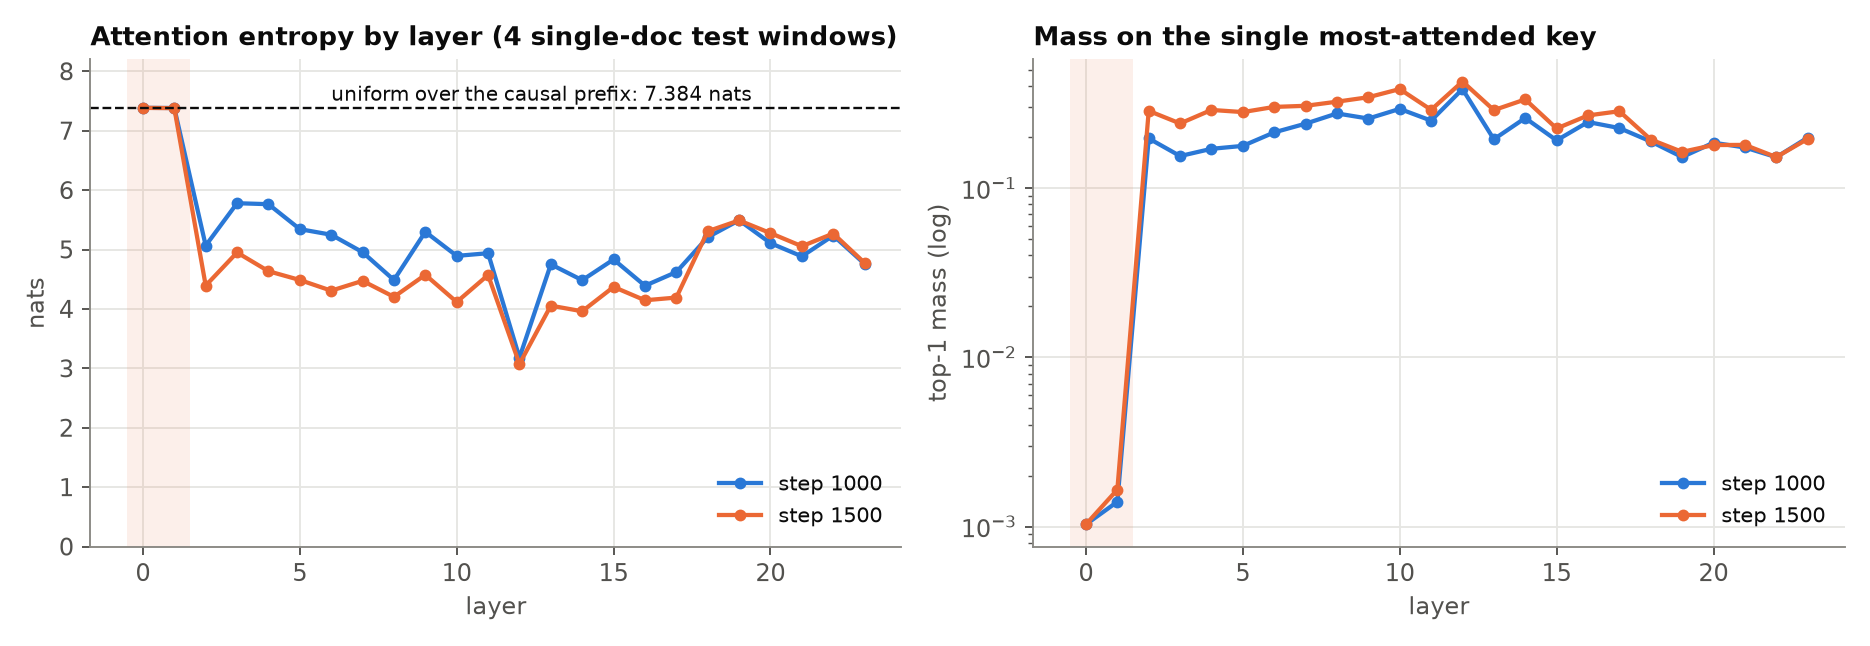 Attention entropy by layer (4 single-doc test windows)
8
7
6
5
4
3
2
1
0
nats
uniform over the causal prefix: 7.384 nats
step 1000
step 1500
0
5
10
15
20
layer
Mass on the single most-attended key
10⁻¹
10⁻²
10⁻³
top-1 mass (log)
step 1000
step 1500
0
5
10
15
20
layer